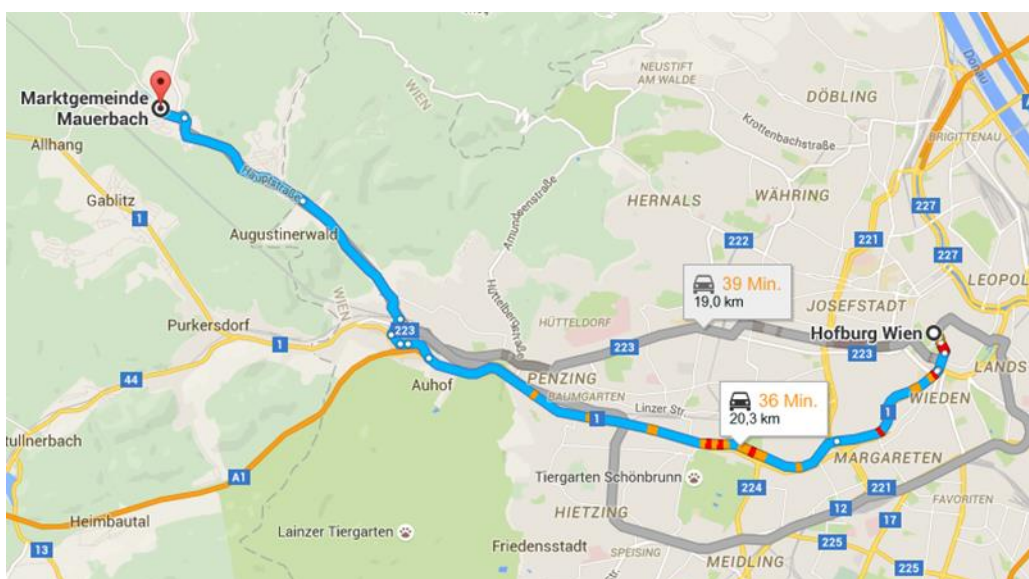 NEUSTIFT
AM WALDE
DÖBLING
Donau
Marktgemeinde
Mauerbach
WIEN
Krottenbachstraße
BRIGITTENAU
Allhang
Hauptstraße
Amundsenstraße
HERNALS
WÄHRING
Gablitz
1
227
Augustinerwald
222
221
227
LEOPOL
39 Min.
19,0 km
JOSEFSTADT
WIEN
Hüttelbergstraße
HÜTTELDORF
Purkersdorf
1
223
223
Hofburg Wien
223
LANDS
44
Auhof
PENZING
BAUMGARTEN
Linzer Str.
36 Min.
20,3 km
WIEDEN
1
1
tullnerbach
MARGARETEN
A1
Tiergarten Schönbrunn
224
221
FAVORITEN
HIETZING
12
17
Heimbautal
Lainzer Tiergarten
13
Friedensstadt
SPEISING
MEIDLING
225
225